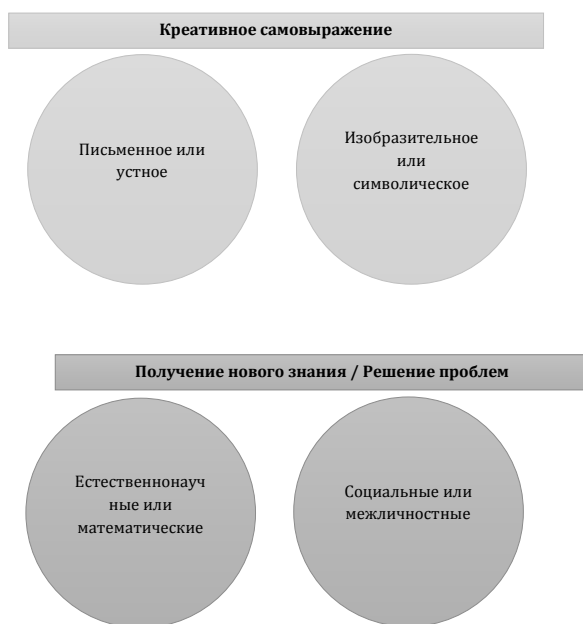 Креативное самовыражение
Письменное или
устное
Изобразительное
или
символическое
Получение нового знания / Решение проблем
Естественнонауч
ные или
математические
Социальные или
межличностные